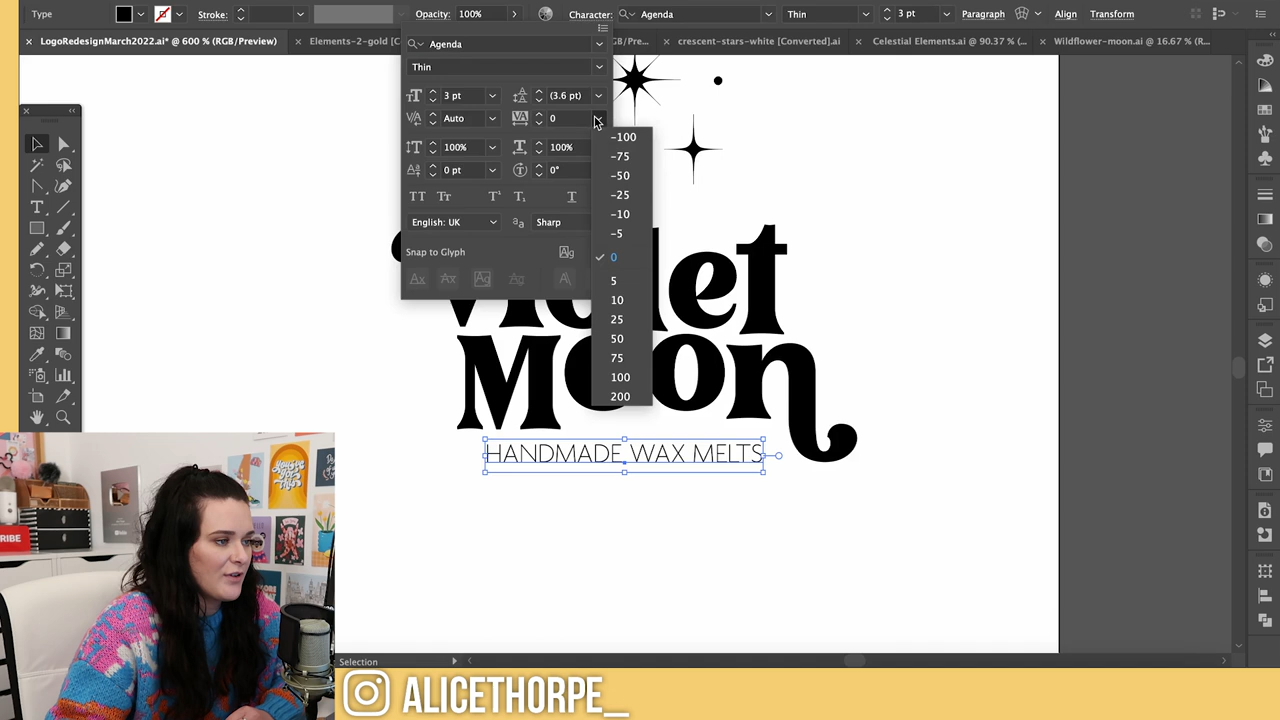 Type Stroke: Opacity: 100% Character: Agenda Thin 3 pt Paragraph Align Transform
LogoRedesignMarch2022.ai* @ 600 % (RGB/Preview) Elements-2-gold [C B/Pre... crescent-stars-white [Converted].ai Celestial Elements.ai @ 90.37 % (... Wildflower-moon.ai @ 16.67 % (R...
Agenda
Thin
3 pt (3.6 pt)
Auto 0
100% 100%
0 pt 0°
English: UK Sharp
Snap to Glyph
-100
-75
-50
-25
-10
-5
0
5
10
25
50
75
100
200
Violet
Moon
HANDMADE WAX MELTS
Selection
RIBE
ALICETHORPE_